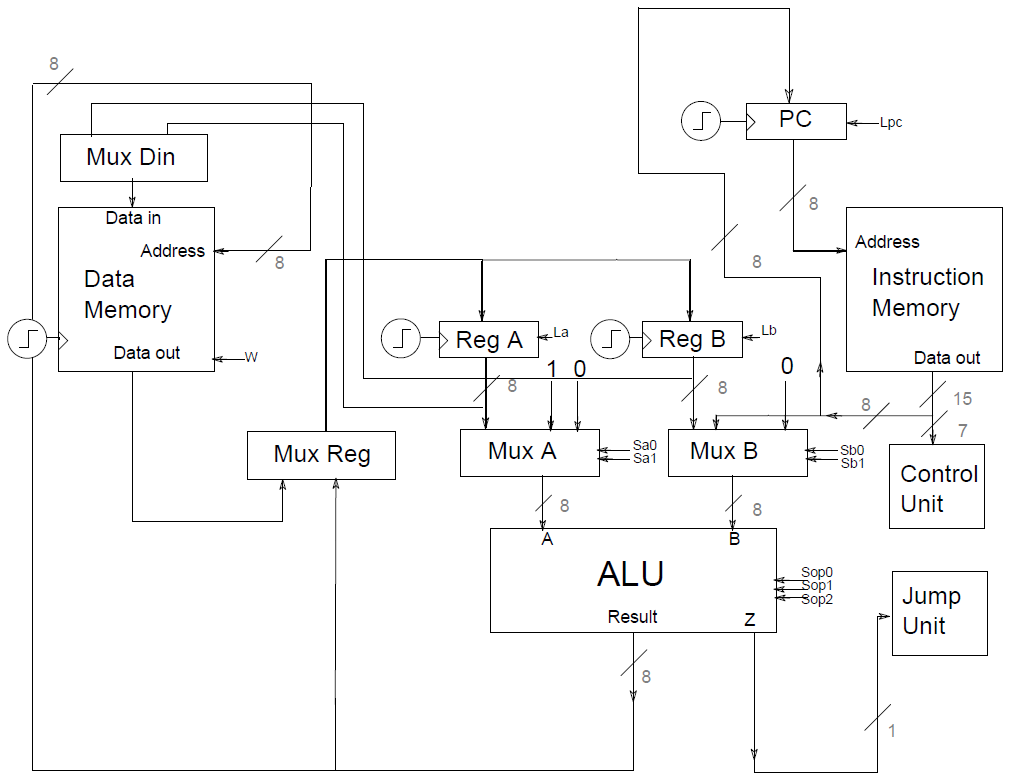 8
PC
Lpc
Mux Din
8
Data in
Address
8
Data
Memory
Data out
W
8
Address
Instruction
Memory
Data out
Reg A
La
Reg B
Lb
1 0
0
8
8
15
8
7
Mux Reg
Mux A
Sa0
Sa1
Mux B
Sb0
Sb1
Control
Unit
8
8
A
B
ALU
Sop0
Sop1
Sop2
Result
Z
Jump
Unit
8
1